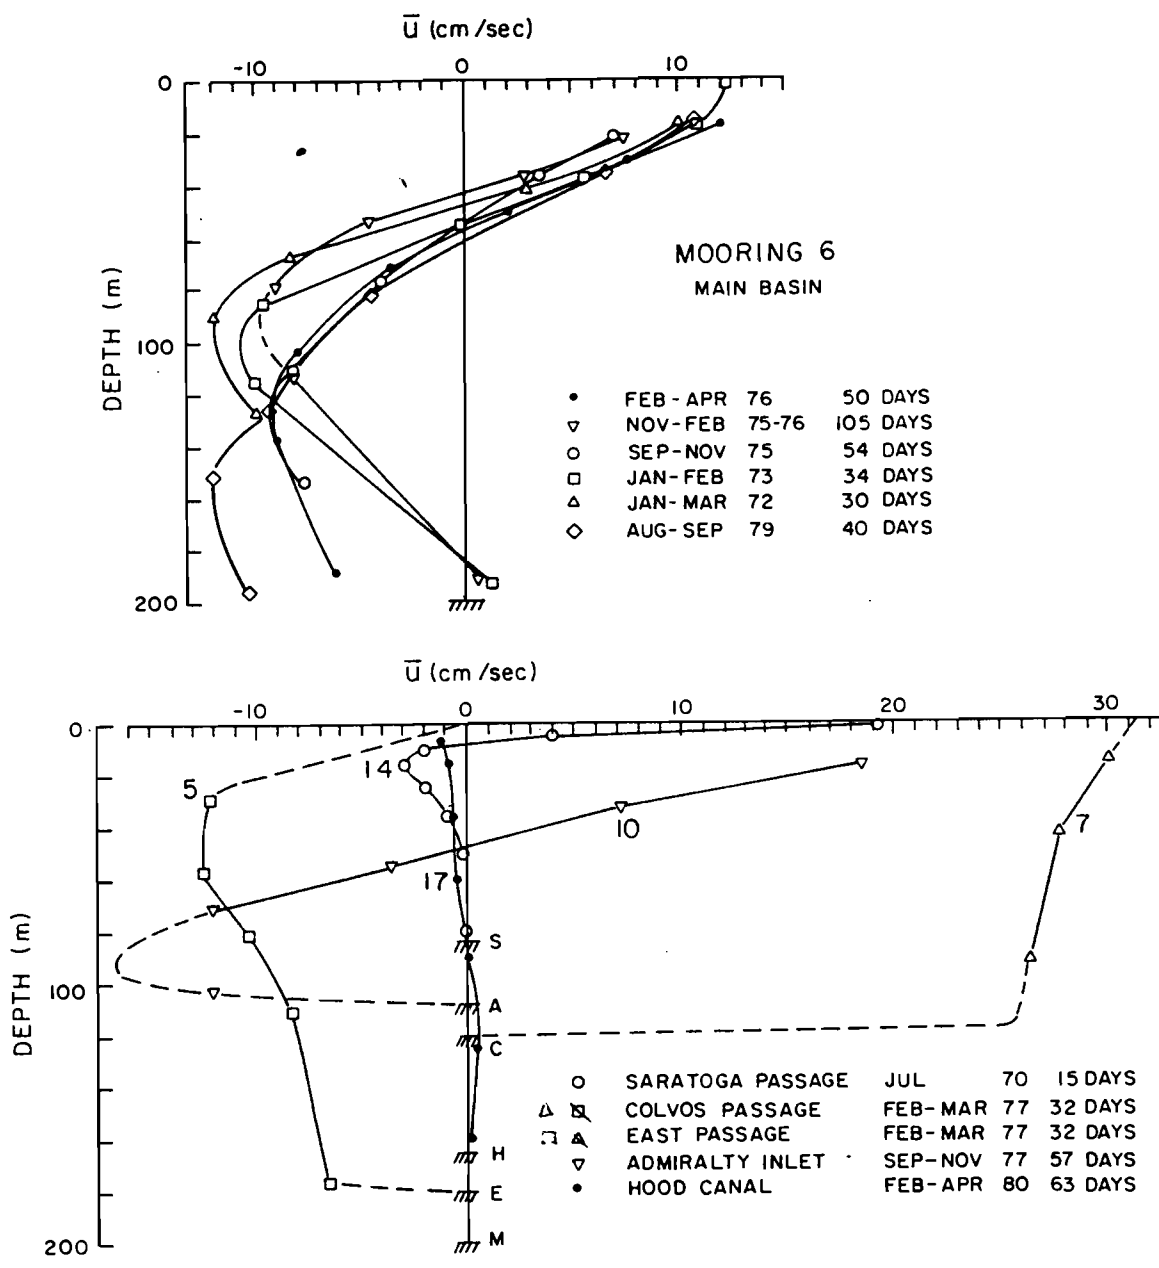 u̅ (cm/sec)
-10 0 10
0
MOORING 6
MAIN BASIN
DEPTH (m)
100
FEB-APR 76 50 DAYS
NOV-FEB 75-76 105 DAYS
SEP-NOV 75 54 DAYS
JAN-FEB 73 34 DAYS
JAN-MAR 72 30 DAYS
AUG-SEP 79 40 DAYS
200
u̅ (cm/sec)
-10 0 10 20 30
0
14
5
10
7
17
DEPTH (m)
S
100
A
C
SARATOGA PASSAGE JUL 70 15 DAYS
COLVOS PASSAGE FEB-MAR 77 32 DAYS
EAST PASSAGE FEB-MAR 77 32 DAYS
ADMIRALTY INLET SEP-NOV 77 57 DAYS
HOOD CANAL FEB-APR 80 63 DAYS
H
E
M
200